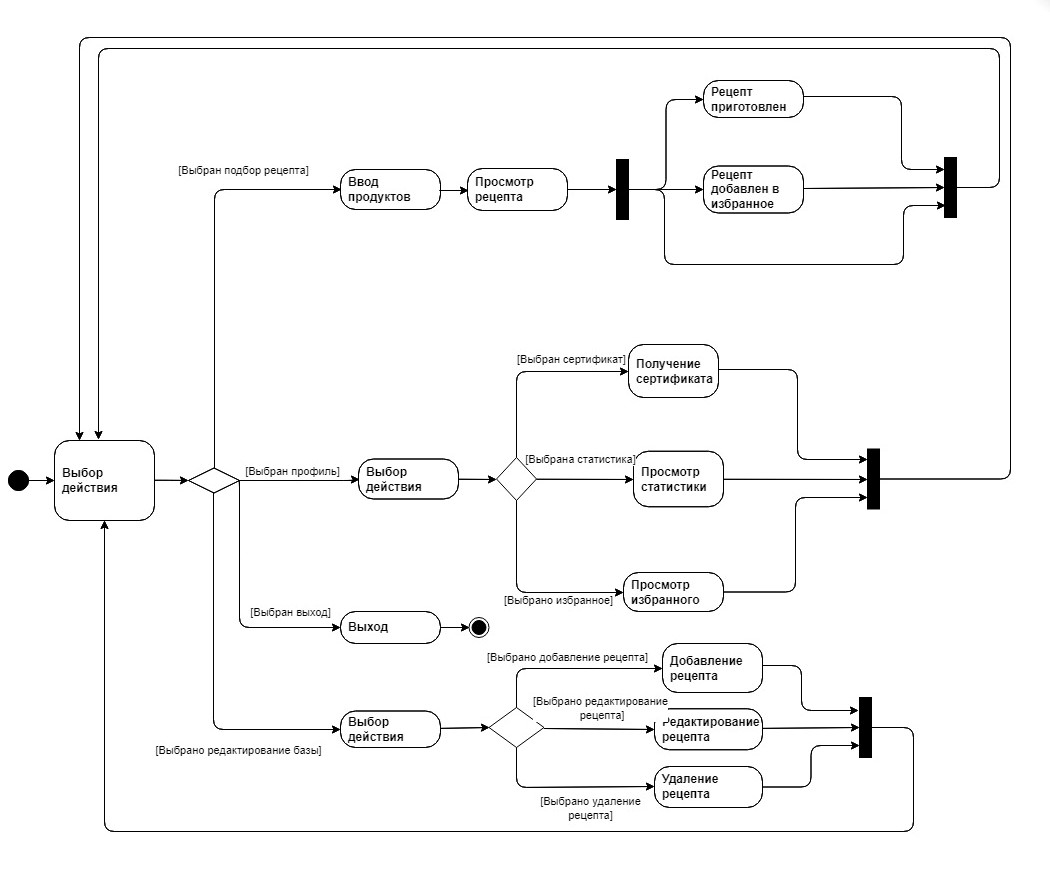 Рецепт
приготовлен
[Выбран подбор рецепта]
Ввод
продуктов
Просмотр
рецепта
Рецепт
добавлен в
избранное
[Выбран сертификат]
Получение
сертификата
Выбор
действия
[Выбран профиль]
Выбор
действия
[Выбрана статистика]
Просмотр
статистики
[Выбрано избранное]
Просмотр
избранного
[Выбран выход]
Выход
[Выбрано добавление рецепта]
Добавление
рецепта
[Выбрано редактирование
рецепта]
Редактирование
рецепта
Выбор
действия
[Выбрано редактирование базы]
Удаление
рецепта
[Выбрано удаление
рецепта]